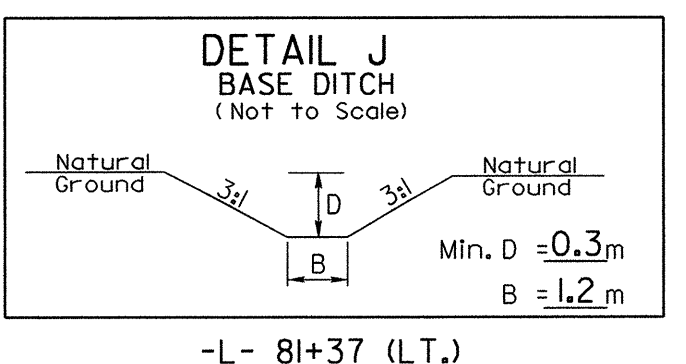 DETAIL J
BASE DITCH
(Not to Scale)
Natural
Ground
3:1
D
3:1
Natural
Ground
B
Min. D = 0.3 m
B = 1.2 m
-L- 81+37 (LT.)